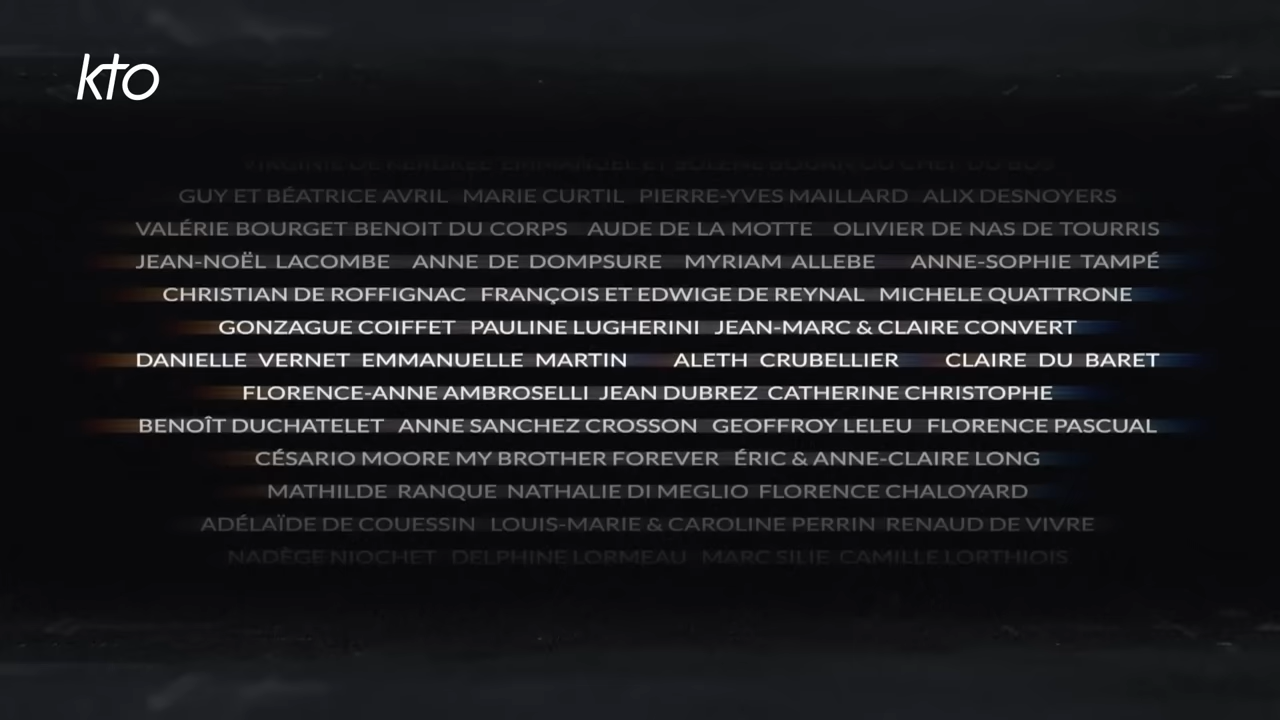 kto
GUY ET BÉATRICE AVRIL MARIE CURTIL PIERRE-YVES MAILLARD ALIX DESNOYERS
VALÉRIE BOURGET BENOIT DU CORPS AUDE DE LA MOTTE OLIVIER DE NAS DE TOURRIS
JEAN-NOËL LACOMBE ANNE DE DOMPSURE MYRIAM ALLEBE ANNE-SOPHIE TAMPÉ
CHRISTIAN DE ROFFIGNAC FRANÇOIS ET EDWIGE DE REYNAL MICHELE QUATTRONE
GONZAGUE COIFFET PAULINE LUGHERINI JEAN-MARC & CLAIRE CONVERT
DANIELLE VERNET EMMANUELLE MARTIN ALETH CRUBELLIER CLAIRE DU BARET
FLORENCE-ANNE AMBROSELLI JEAN DUBREZ CATHERINE CHRISTOPHE
BENOÎT DUCHATELET ANNE SANCHEZ CROSSON GEOFFROY LELEU FLORENCE PASCUAL
CÉSARIO MOORE MY BROTHER FOREVER ÉRIC & ANNE-CLAIRE LONG
MATHILDE RANQUE NATHALIE DI MEGLIO FLORENCE CHALOYARD
ADÉLAÏDE DE COUESSIN LOUIS-MARIE & CAROLINE PERRIN RENAUD DE VIVRE
NADÈGE NIOCHET DELPHINE LORMEAU MARC SILIE CAMILLE LORTHIOIS